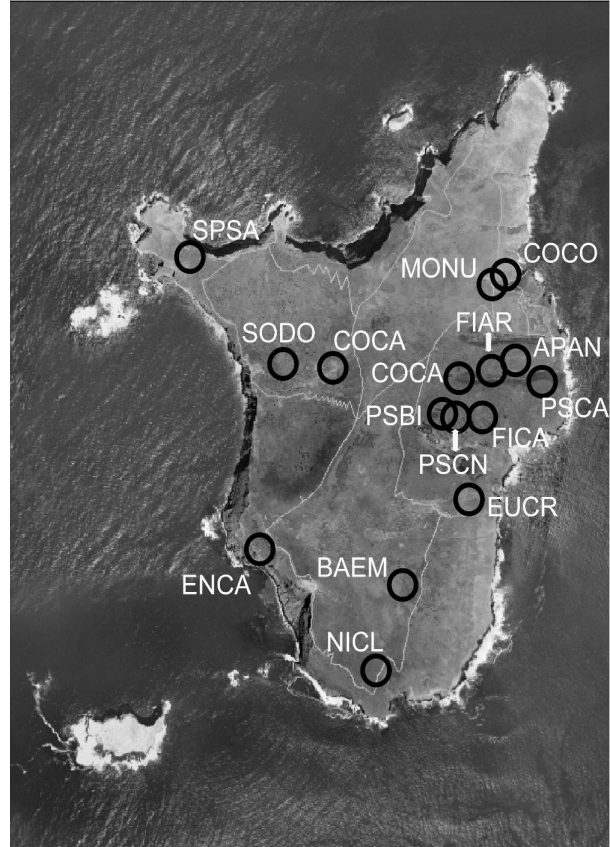 SPSA
COCO
MONU
FIAR
SODO
COCA
APAN
COCA
PSCA
PSBI
FICA
PSCN
EUCR
BAEM
ENCA
NICL